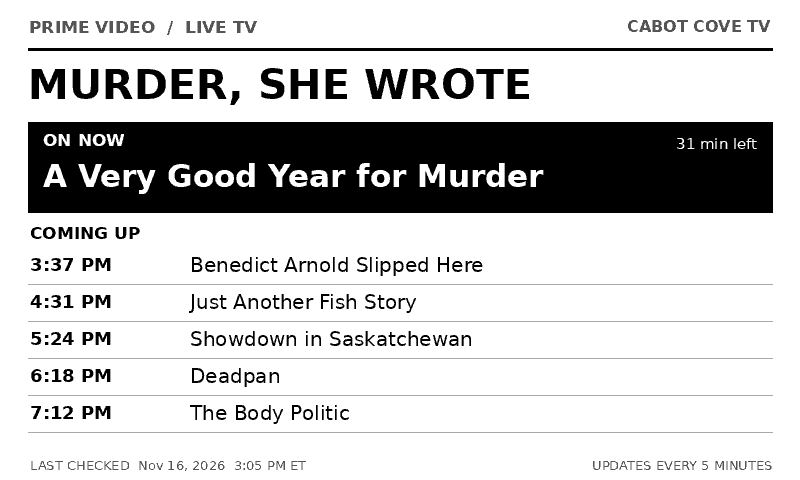 PRIME VIDEO / LIVE TV CABOT COVE TV
MURDER, SHE WROTE
ON NOW 31 min left
A Very Good Year for Murder
COMING UP
3:37 PM Benedict Arnold Slipped Here
4:31 PM Just Another Fish Story
5:24 PM Showdown in Saskatchewan
6:18 PM Deadpan
7:12 PM The Body Politic
LAST CHECKED Nov 16, 2026 3:05 PM ET UPDATES EVERY 5 MINUTES